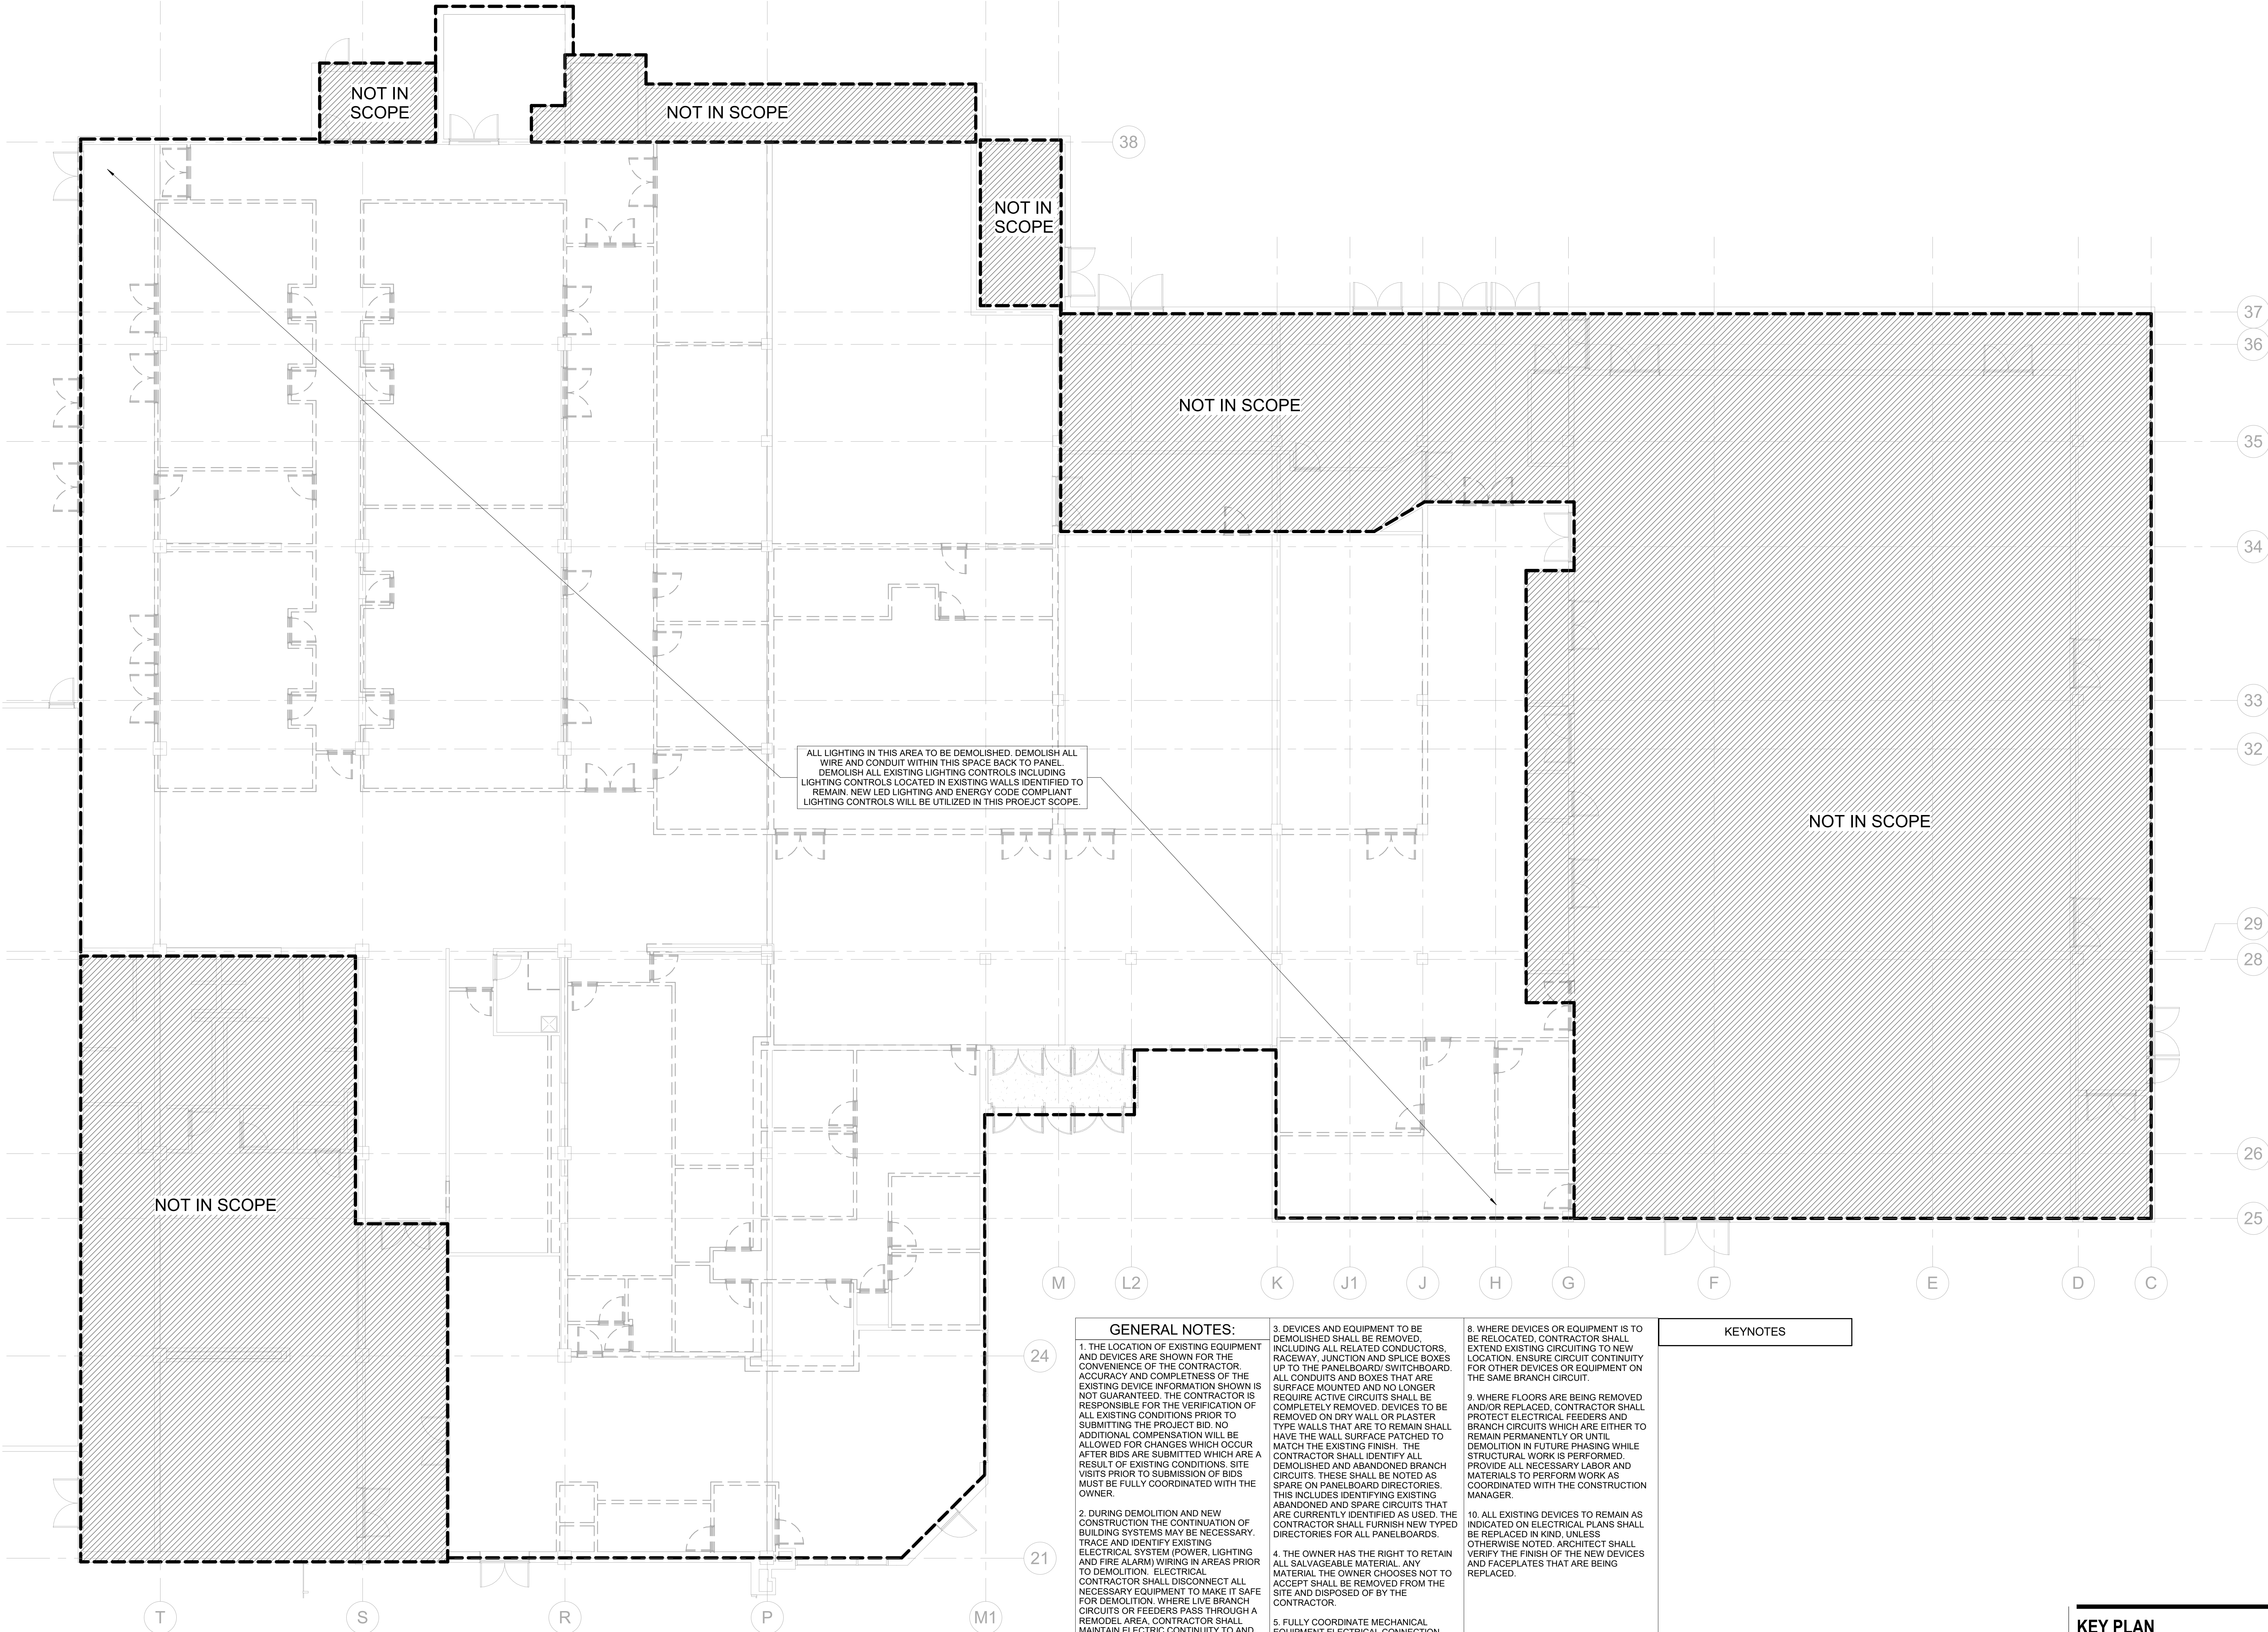 NOT IN
SCOPE
NOT IN SCOPE
38
NOT IN
SCOPE
37
36
NOT IN SCOPE
35
34
33
32
ALL LIGHTING IN THIS AREA TO BE DEMOLISHED. DEMOLISH ALL
WIRE AND CONDUIT WITHIN THIS SPACE BACK TO PANEL.
DEMOLISH ALL EXISTING LIGHTING CONTROLS INCLUDING
LIGHTING CONTROLS LOCATED IN EXISTING WALLS IDENTIFIED TO
REMAIN. NEW LED LIGHTING AND ENERGY CODE COMPLIANT
LIGHTING CONTROLS WILL BE UTILIZED IN THIS PROEJCT SCOPE.
NOT IN SCOPE
29
28
26
NOT IN SCOPE
25
M
L2
K
J1
J
H
G
F
E
D
C
24
21
T
S
R
P
M1
GENERAL NOTES:
1. THE LOCATION OF EXISTING EQUIPMENT
AND DEVICES ARE SHOWN FOR THE
CONVENIENCE OF THE CONTRACTOR.
ACCURACY AND COMPLETNESS OF THE
EXISTING DEVICE INFORMATION SHOWN IS
NOT GUARANTEED. THE CONTRACTOR IS
RESPONSIBLE FOR THE VERIFICATION OF
ALL EXISTING CONDITIONS PRIOR TO
SUBMITTING THE PROJECT BID. NO
ADDITIONAL COMPENSATION WILL BE
ALLOWED FOR CHANGES WHICH OCCUR
AFTER BIDS ARE SUBMITTED WHICH ARE A
RESULT OF EXISTING CONDITIONS. SITE
VISITS PRIOR TO SUBMISSION OF BIDS
MUST BE FULLY COORDINATED WITH THE
OWNER.
2. DURING DEMOLITION AND NEW
CONSTRUCTION THE CONTINUATION OF
BUILDING SYSTEMS MAY BE NECESSARY.
TRACE AND IDENTIFY EXISTING
ELECTRICAL SYSTEM (POWER, LIGHTING
AND FIRE ALARM) WIRING IN AREAS PRIOR
TO DEMOLITION. ELECTRICAL
CONTRACTOR SHALL DISCONNECT ALL
NECESSARY EQUIPMENT TO MAKE IT SAFE
FOR DEMOLITION. WHERE LIVE BRANCH
CIRCUITS OR FEEDERS PASS THROUGH A
REMODEL AREA, CONTRACTOR SHALL
MAINTAIN ELECTRIC CONTINUITY TO AND
3. DEVICES AND EQUIPMENT TO BE
DEMOLISHED SHALL BE REMOVED,
INCLUDING ALL RELATED CONDUCTORS,
RACEWAY, JUNCTION AND SPLICE BOXES
UP TO THE PANELBOARD/ SWITCHBOARD.
ALL CONDUITS AND BOXES THAT ARE
SURFACE MOUNTED AND NO LONGER
REQUIRE ACTIVE CIRCUITS SHALL BE
COMPLETELY REMOVED. DEVICES TO BE
REMOVED ON DRY WALL OR PLASTER
TYPE WALLS THAT ARE TO REMAIN SHALL
HAVE THE WALL SURFACE PATCHED TO
MATCH THE EXISTING FINISH. THE
CONTRACTOR SHALL IDENTIFY ALL
DEMOLISHED AND ABANDONED BRANCH
CIRCUITS. THESE SHALL BE NOTED AS
SPARE ON PANELBOARD DIRECTORIES.
THIS INCLUDES IDENTIFYING EXISTING
ABANDONED AND SPARE CIRCUITS THAT
ARE CURRENTLY IDENTIFIED AS USED. THE
CONTRACTOR SHALL FURNISH NEW TYPED
DIRECTORIES FOR ALL PANELBOARDS.
4. THE OWNER HAS THE RIGHT TO RETAIN
ALL SALVAGEABLE MATERIAL. ANY
MATERIAL THE OWNER CHOOSES NOT TO
ACCEPT SHALL BE REMOVED FROM THE
SITE AND DISPOSED OF BY THE
CONTRACTOR.
5. FULLY COORDINATE MECHANICAL
EQUIPMENT ELECTRICAL CONNECTION
8. WHERE DEVICES OR EQUIPMENT IS TO
BE RELOCATED, CONTRACTOR SHALL
EXTEND EXISTING CIRCUITING TO NEW
LOCATION. ENSURE CIRCUIT CONTINUITY
FOR OTHER DEVICES OR EQUIPMENT ON
THE SAME BRANCH CIRCUIT.
9. WHERE FLOORS ARE BEING REMOVED
AND/OR REPLACED, CONTRACTOR SHALL
PROTECT ELECTRICAL FEEDERS AND
BRANCH CIRCUITS WHICH ARE EITHER TO
REMAIN PERMANENTLY OR UNTIL
DEMOLITION IN FUTURE PHASING WHILE
STRUCTURAL WORK IS PERFORMED.
PROVIDE ALL NECESSARY LABOR AND
MATERIALS TO PERFORM WORK AS
COORDINATED WITH THE CONSTRUCTION
MANAGER.
10. ALL EXISTING DEVICES TO REMAIN AS
INDICATED ON ELECTRICAL PLANS SHALL
BE REPLACED IN KIND, UNLESS
OTHERWISE NOTED. ARCHITECT SHALL
VERIFY THE FINISH OF THE NEW DEVICES
AND FACEPLATES THAT ARE BEING
REPLACED.
KEYNOTES
KEY PLAN